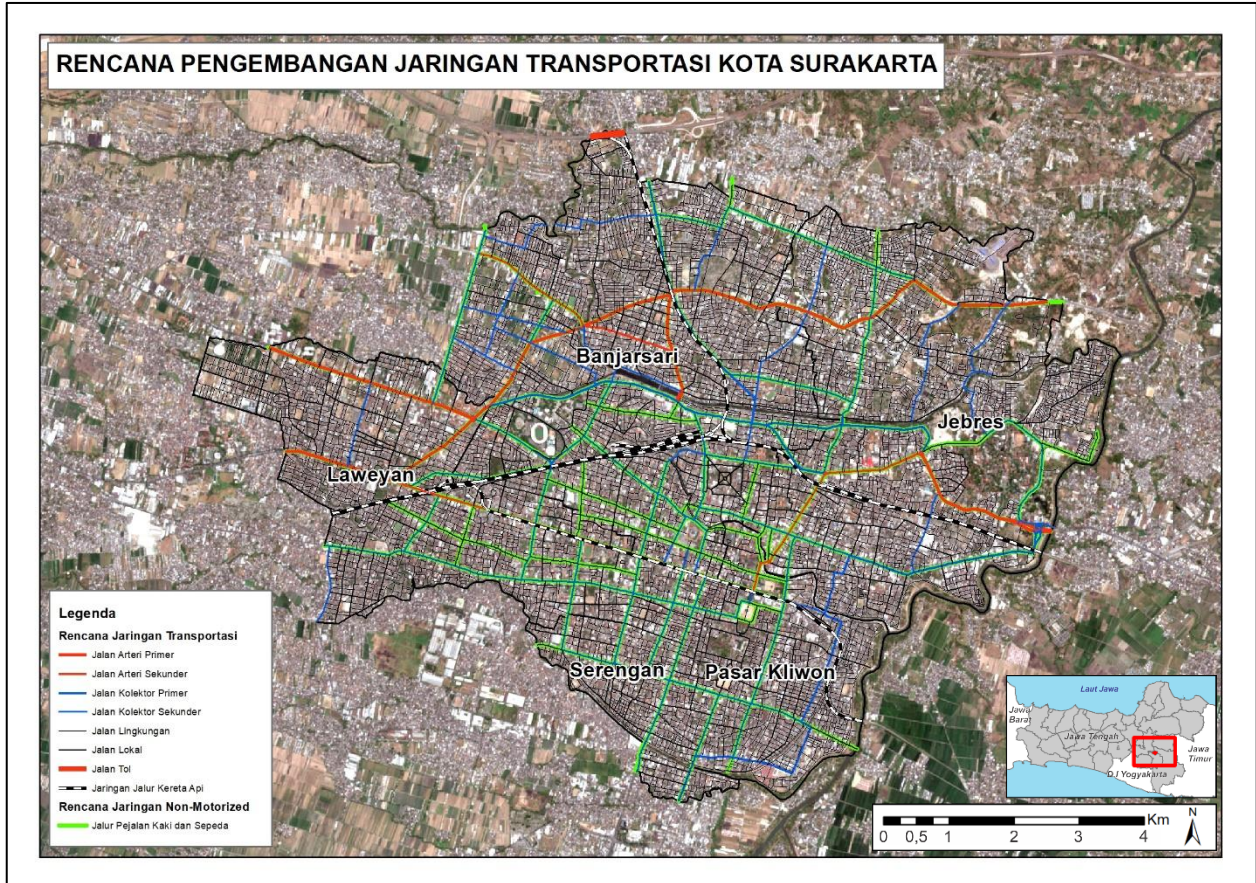 RENCANA PENGEMBANGAN JARINGAN TRANSPORTASI KOTA SURAKARTA
Banjarsari
Jebres
Laweyan
Serengan
Pasar Kliwon
Legenda
Rencana Jaringan Transportasi
Jalan Arteri Primer
Jalan Arteri Sekunder
Jalan Kolektor Primer
Jalan Kolektor Sekunder
Jalan Lingkungan
Jalan Lokal
Jalan Tol
Jaringan Jalur Kereta Api
Rencana Jaringan Non-Motorized
Jalur Pejalan Kaki dan Sepeda
Laut Jawa
Jawa
Barat
Jawa Tengah
Jawa
Timur
D.I Yogyakarta
Km
0 0,5 1 2 3 4
N